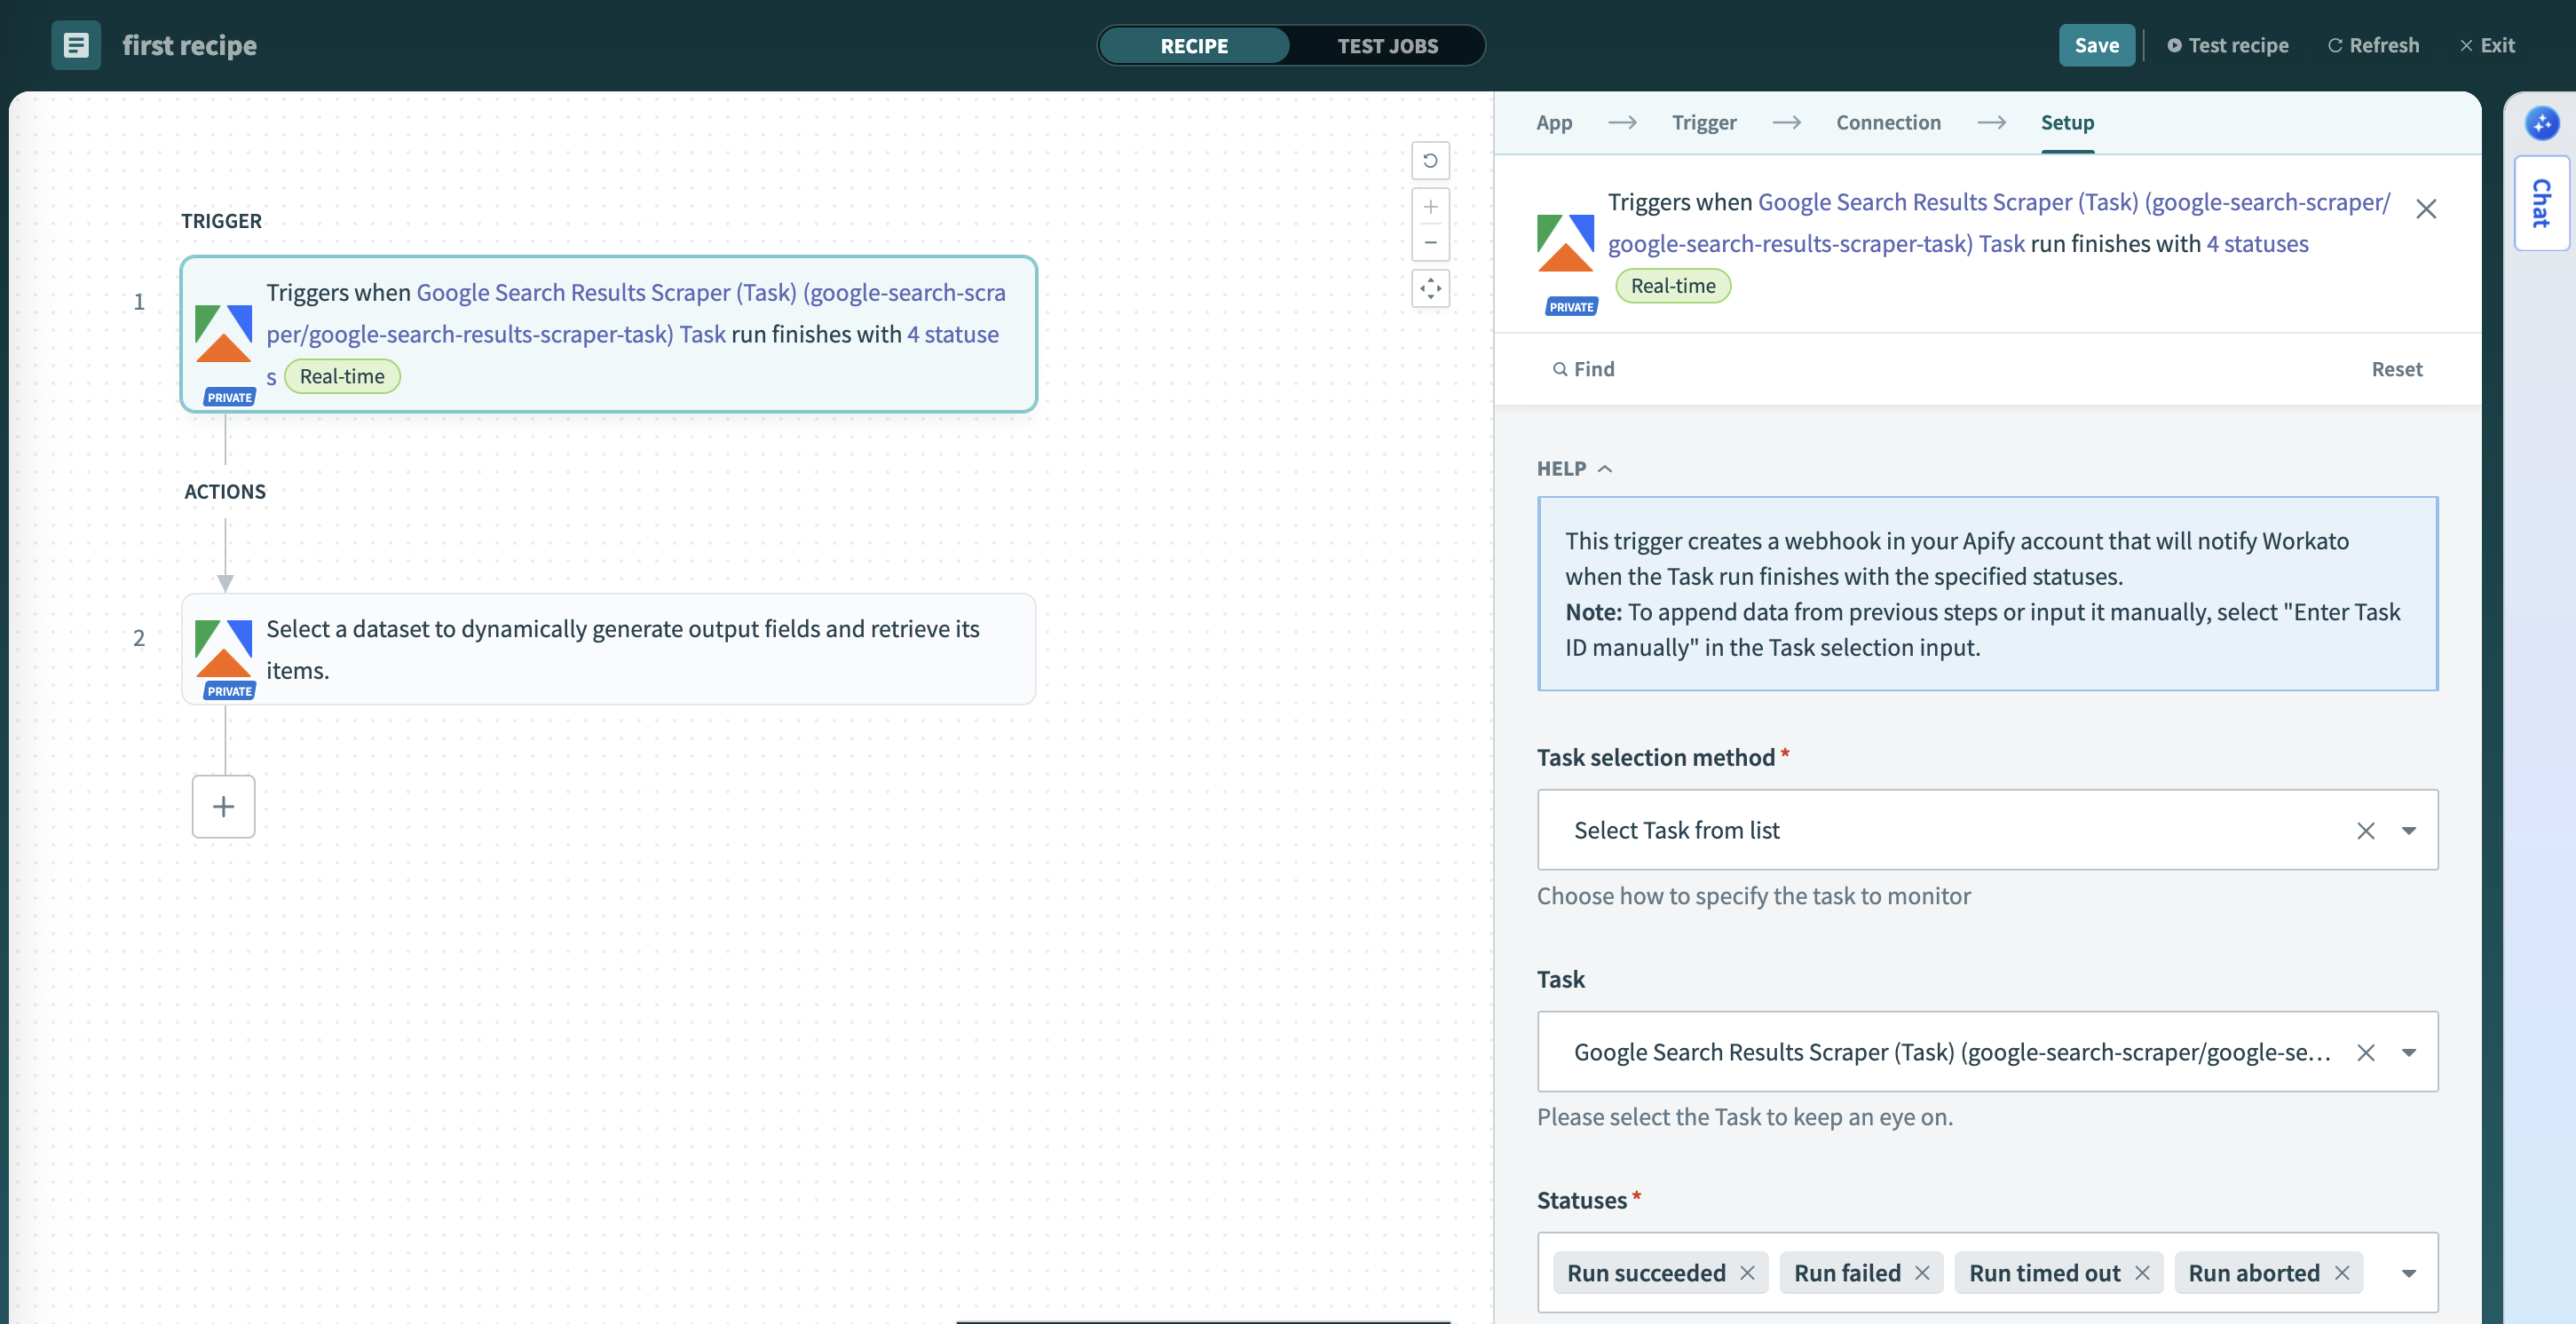 first recipe
RECIPE
TEST JOBS
Save
Test recipe
Refresh
Exit
TRIGGER
1
Triggers when Google Search Results Scraper (Task) (google-search-scra
per/google-search-results-scraper-task) Task run finishes with 4 statuse
s Real-time
PRIVATE
ACTIONS
2
Select a dataset to dynamically generate output fields and retrieve its
items.
PRIVATE
App
Trigger
Connection
Setup
Triggers when Google Search Results Scraper (Task) (google-search-scraper/
google-search-results-scraper-task) Task run finishes with 4 statuses
Real-time
PRIVATE
Find
Reset
HELP
This trigger creates a webhook in your Apify account that will notify Workato
when the Task run finishes with the specified statuses.
Note: To append data from previous steps or input it manually, select "Enter Task
ID manually" in the Task selection input.
Task selection method *
Select Task from list
Choose how to specify the task to monitor
Task
Google Search Results Scraper (Task) (google-search-scraper/google-se...
Please select the Task to keep an eye on.
Statuses *
Run succeeded
Run failed
Run timed out
Run aborted
Chat